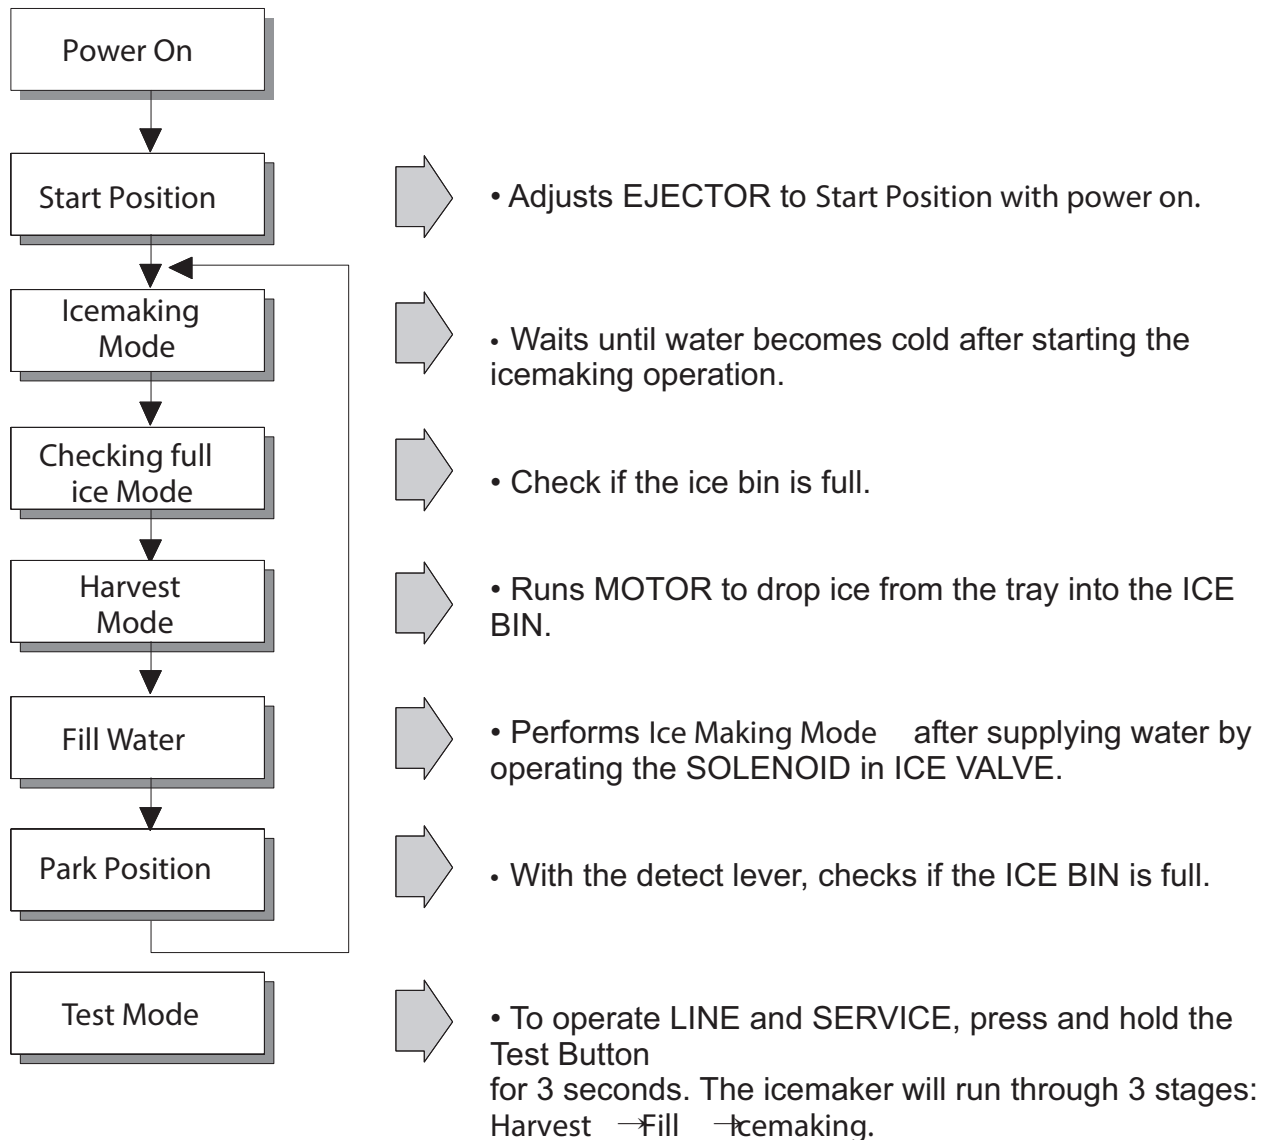 Power On
Start Position
• Adjusts EJECTOR to Start Position with power on.
Icemaking
Mode
• Waits until water becomes cold after starting the
icemaking operation.
Checking full
ice Mode
• Check if the ice bin is full.
Harvest
Mode
• Runs MOTOR to drop ice from the tray into the ICE
BIN.
Fill Water
• Performs Ice Making Mode after supplying water by
operating the SOLENOID in ICE VALVE.
Park Position
• With the detect lever, checks if the ICE BIN is full.
Test Mode
• To operate LINE and SERVICE, press and hold the
Test Button
for 3 seconds. The icemaker will run through 3 stages:
Harvest →Fill →Icemaking.